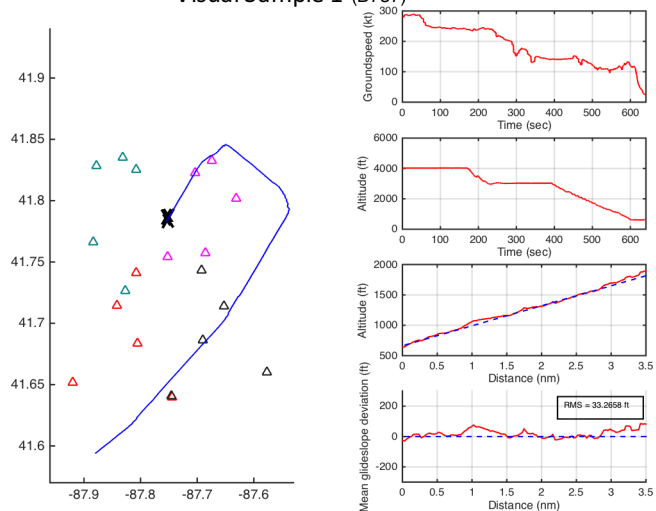 Visual Sample 1 (B737)
41.9
41.85
41.8
41.75
41.7
41.65
41.6
-87.9 -87.8 -87.7 -87.6
Groundspeed (kt)
300
200
100
0
0 100 200 300 400 500 600
Time (sec)
Altitude (ft)
6000
4000
2000
0
0 100 200 300 400 500 600
Time (sec)
Altitude (ft)
2000
1500
1000
500
0 0.5 1 1.5 2 2.5 3 3.5
Distance (nm)
Mean glideslope deviation (ft)
200
0
-200
RMS = 33.2658 ft
0 0.5 1 1.5 2 2.5 3 3.5
Distance (nm)